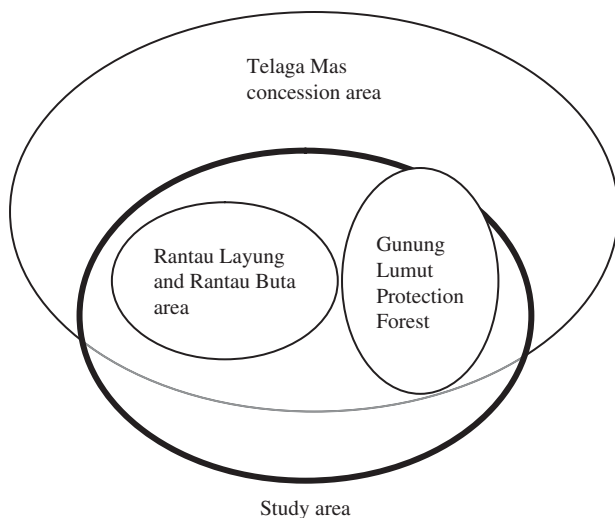 Telaga Mas
concession area
Rantau Layung
and Rantau Buta
area
Gunung
Lumut
Protection
Forest
Study area